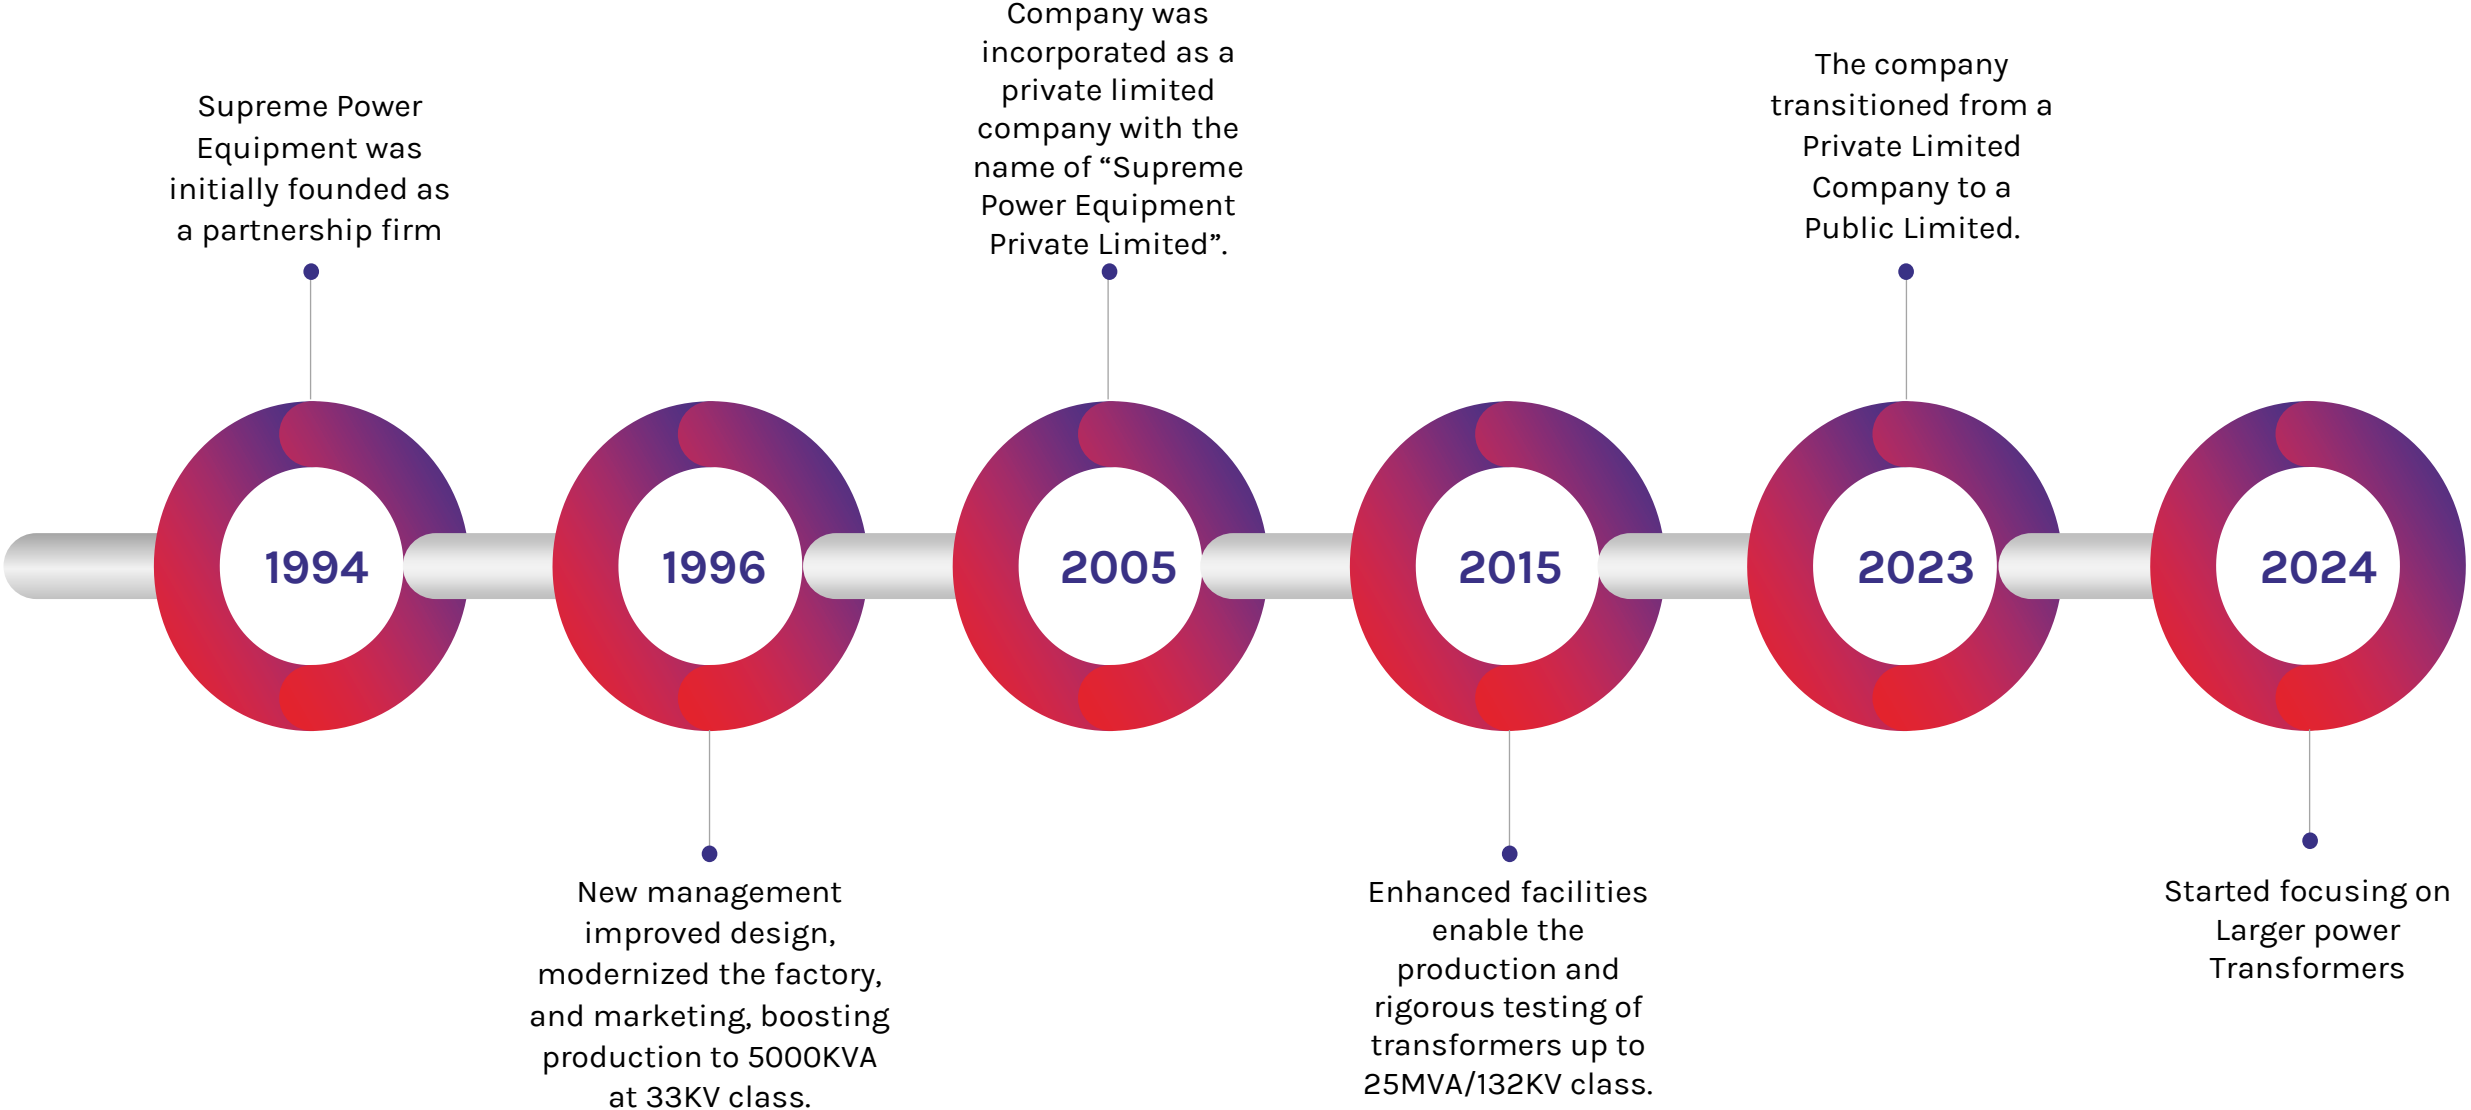 Supreme Power
Equipment was
initially founded as
a partnership firm
Company was
incorporated as a
private limited
company with the
name of “Supreme
Power Equipment
Private Limited”.
The company
transitioned from a
Private Limited
Company to a
Public Limited.
1994
1996
2005
2015
2023
2024
New management
improved design,
modernized the factory,
and marketing, boosting
production to 5000KVA
at 33KV class.
Enhanced facilities
enable the
production and
rigorous testing of
transformers up to
25MVA/132KV class.
Started focusing on
Larger power
Transformers